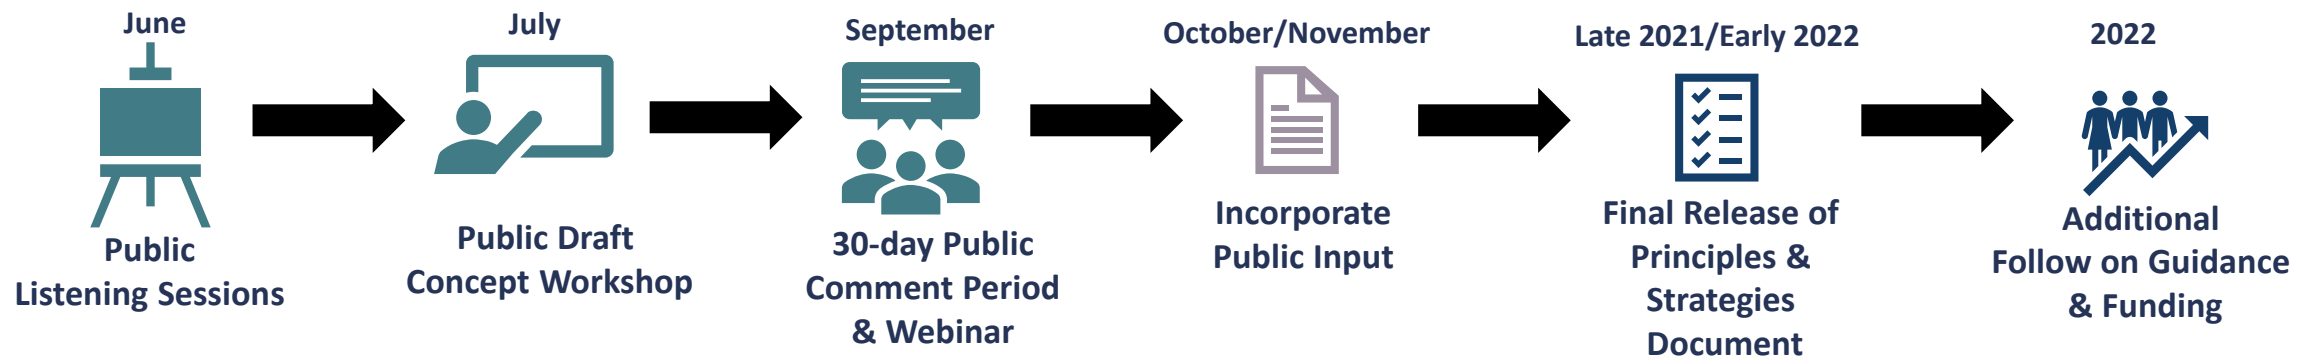 June
Public
Listening Sessions
July
Public Draft
Concept Workshop
September
30-day Public
Comment Period
& Webinar
October/November
Incorporate
Public Input
Late 2021/Early 2022
Final Release of
Principles &
Strategies
Document
2022
Additional
Follow on Guidance
& Funding